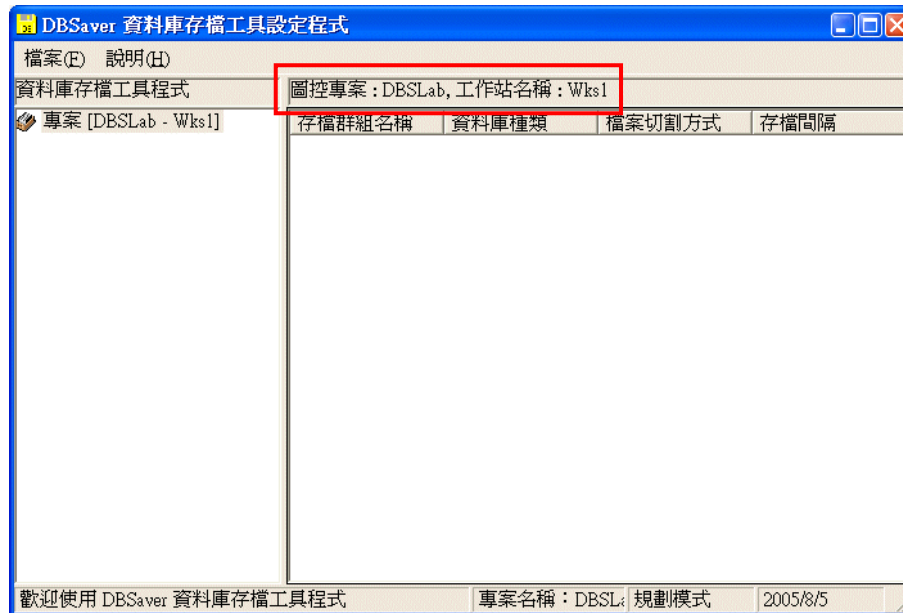 DBSaver 資料庫存檔工具設定程式
檔案(F) 說明(H)
資料庫存檔工具程式 圖控專案 : DBSLab, 工作站名稱 : Wks1
專案 [DBSLab - Wks1] 存檔群組名稱 資料庫種類 檔案切割方式 存檔間隔
歡迎使用 DBSaver 資料庫存檔工具程式 專案名稱：DBSLa 規劃模式 2005/8/5